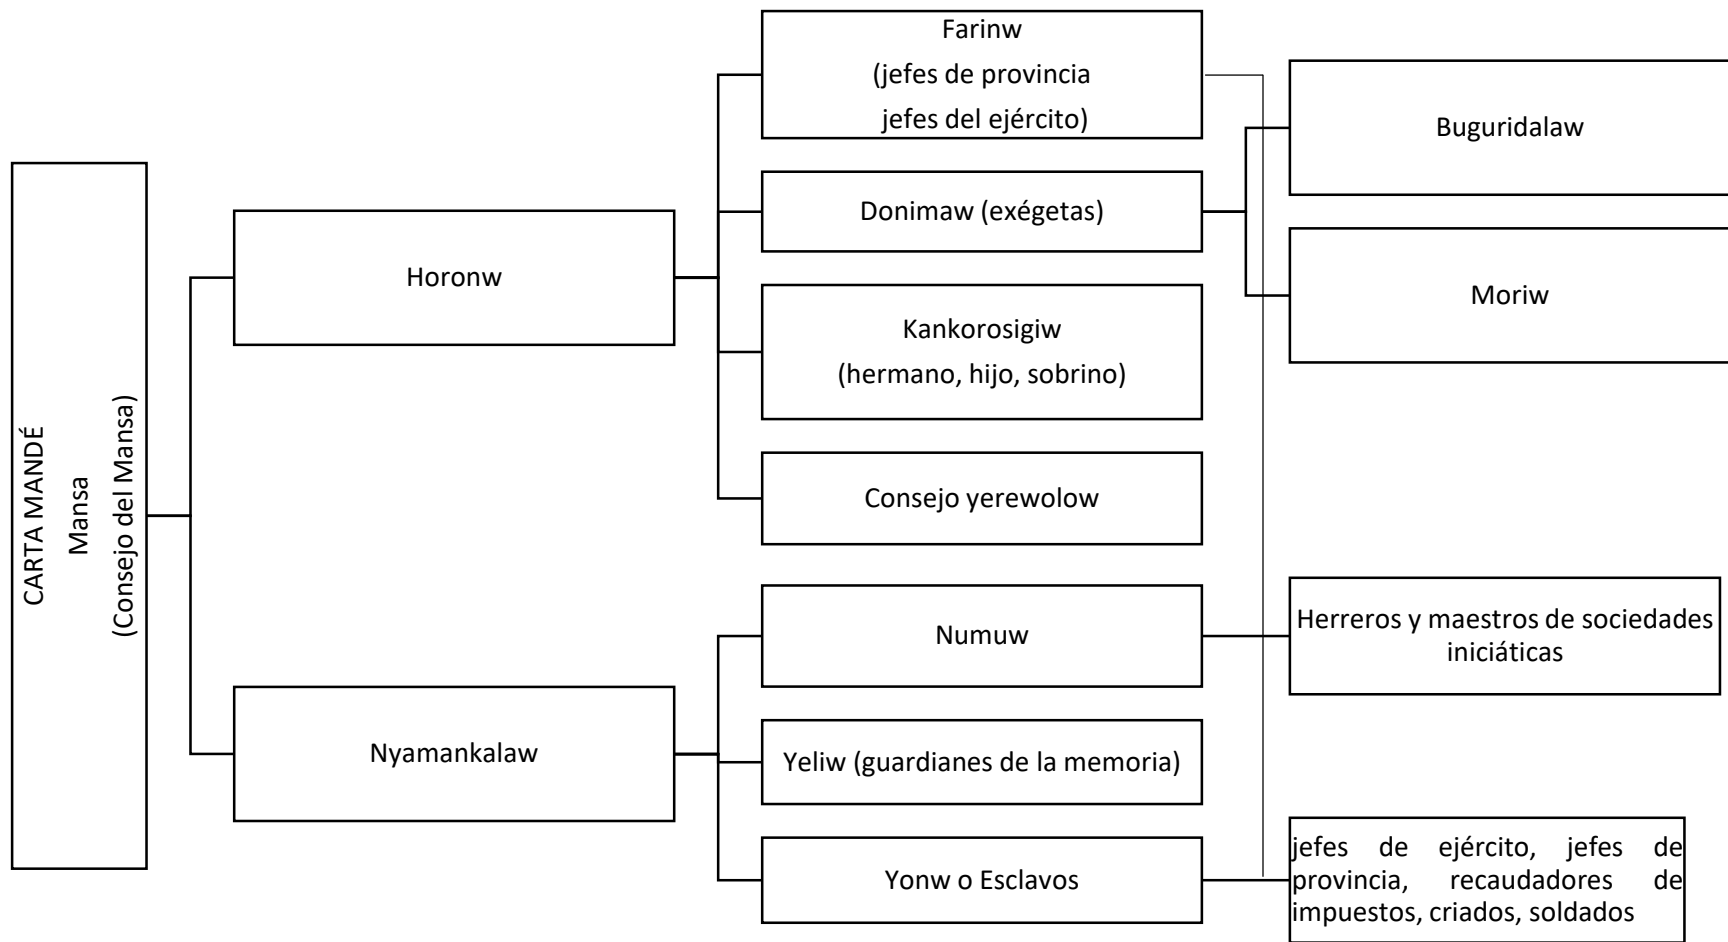 CARTA MANDÉ
Mansa
(Consejo del Mansa)
Horonw
Nyamankalaw
Farinw
(jefes de provincia
jefes del ejército)
Donimaw (exégetas)
Kankorosigiw
(hermano, hijo, sobrino)
Consejo yerewolow
Numuw
Yeliw (guardianes de la memoria)
Yonw o Esclavos
Buguridalaw
Moriw
Herreros y maestros de sociedades
iniciáticas
jefes de ejército, jefes de
provincia, recaudadores de
impuestos, criados, soldados